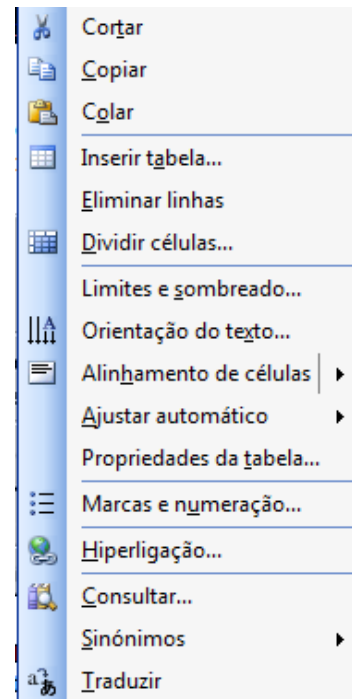 Cortar
Copiar
Colar
Inserir tabela...
Eliminar linhas
Dividir células...
Limites e sombreado...
Orientação do texto...
Alinhamento de células
Ajustar automático
Propriedades da tabela...
Marcas e numeração...
Hiperligação...
Consultar...
Sinónimos
Traduzir